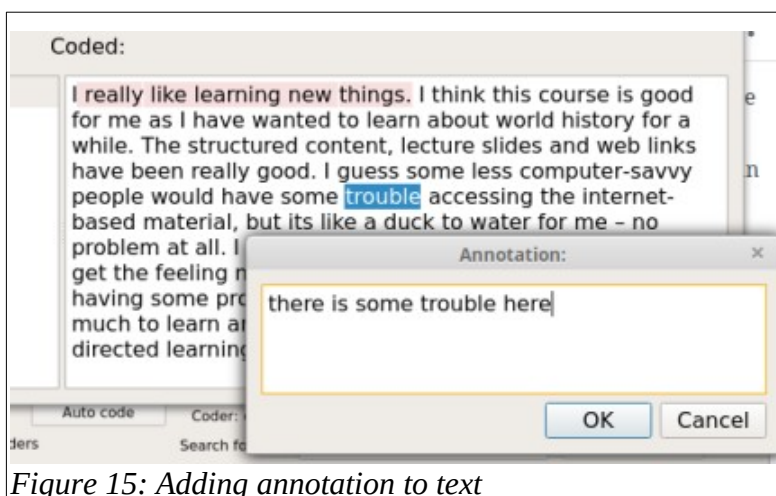 Coded:
I really like learning new things. I think this course is good
for me as I have wanted to learn about world history for a
while. The structured content, lecture slides and web links
have been really good. I guess some less computer-savvy
people would have some trouble accessing the internet-
based material, but its like a duck to water for me – no
problem at all. I
get the feeling
having some
much to learn
directed learning
Annotation:
there is some trouble here
OK Cancel
Auto code Coder:
Search
Figure 15: Adding annotation to text